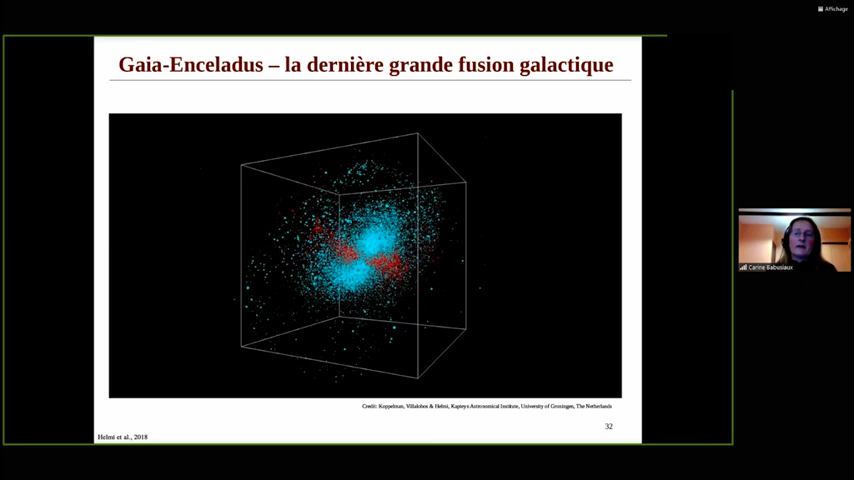 Affichage
Gaia-Enceladus – la dernière grande fusion galactique
Carine Babusiaux
Credit: Koppelman, Villalobos & Helmi, Kapteyn Astronomical Institute, University of Groningen, The Netherlands
32
Helmi et al., 2018